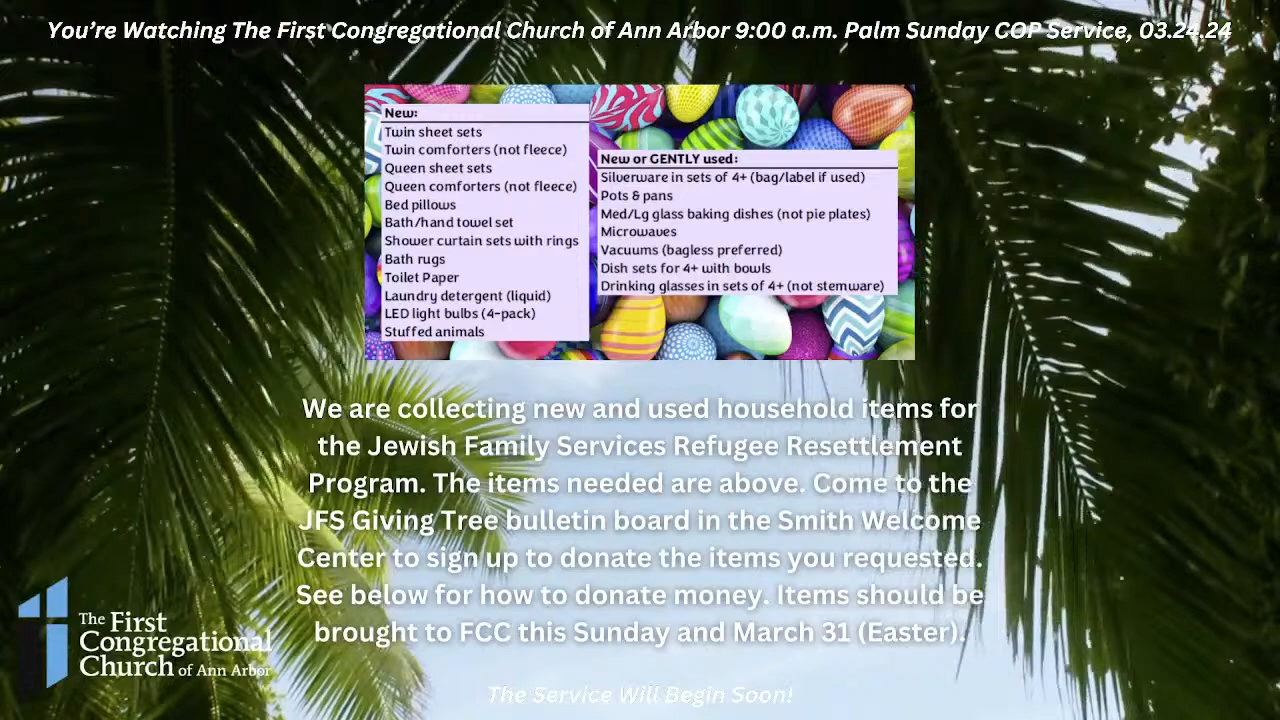 You're Watching The First Congregational Church of Ann Arbor 9:00 a.m. Palm Sunday COP Service, 03.24.24
New:
Twin sheet sets
Twin comforters (not fleece)
Queen sheet sets
Queen comforters (not fleece)
Bed pillows
Bath/hand towel set
Shower curtain sets with rings
Bath rugs
Toilet Paper
Laundry detergent (liquid)
LED light bulbs (4-pack)
Stuffed animals
New or GENTLY used:
Silverware in sets of 4+ (bag/label if used)
Pots & pans
Med/Lg glass baking dishes (not pie plates)
Microwaves
Vacuums (bagless preferred)
Dish sets for 4+ with bowls
Drinking glasses in sets of 4+ (not stemware)
We are collecting new and used household items for
the Jewish Family Services Refugee Resettlement
Program. The items needed are above. Come to the
JFS Giving Tree bulletin board in the Smith Welcome
Center to sign up to donate the items you requested.
See below for how to donate money. Items should be
brought to FCC this Sunday and March 31 (Easter).
The First
Congregational
Church of Ann Arbor
The Service Will Begin Soon!